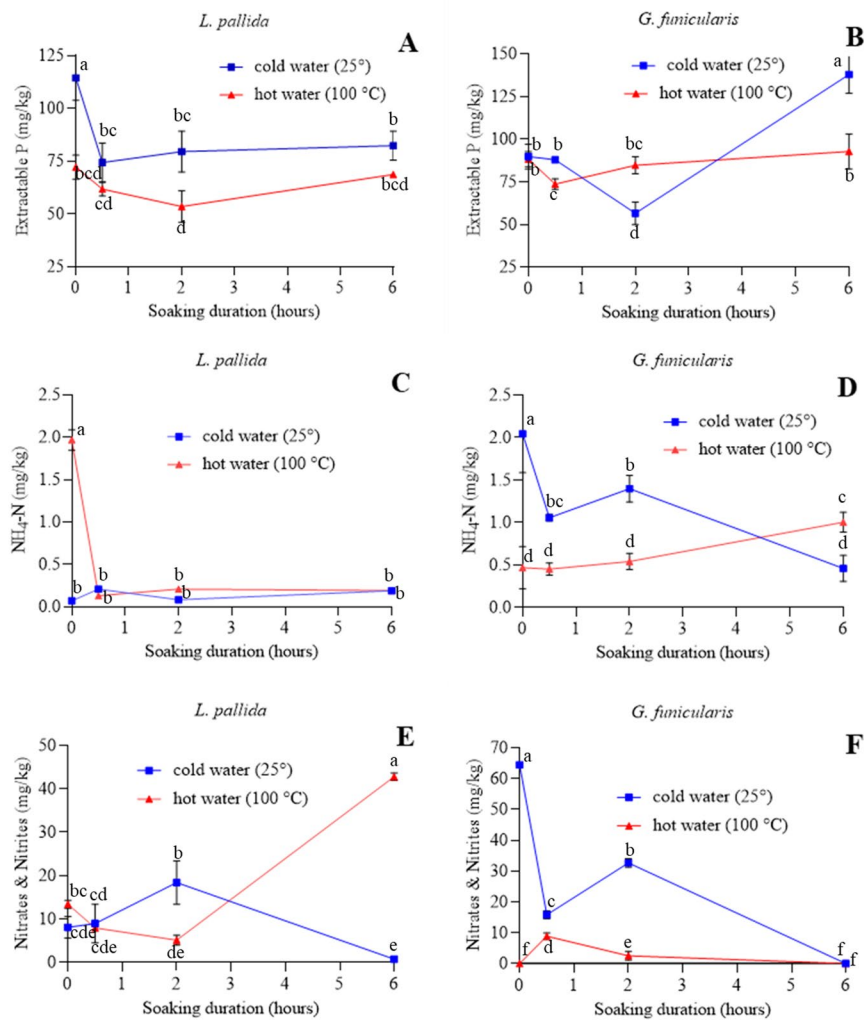 L. pallida
A
cold water (25°)
hot water (100 °C)
Extractable P (mg/kg)
125
100
75
50
25
a
bc
bc
b
bcd
cd
d
bcd
0 1 2 3 4 5 6
Soaking duration (hours)
G. funicularis
B
cold water (25°)
hot water (100 °C)
Extractable P (mg/kg)
150
125
100
75
50
25
b
b
bc
a
b
c
d
b
0 2 4 6
Soaking duration (hours)
L. pallida
C
cold water (25°)
hot water (100 °C)
NH4-N (mg/kg)
2.5
2.0
1.5
1.0
0.5
0.0
a
b
b
b
b
b
b
b
0 1 2 3 4 5 6
Soaking duration (hours)
G. funicularis
D
cold water (25°)
hot water (100 °C)
NH4-N (mg/kg)
2.5
2.0
1.5
1.0
0.5
0.0
a
bc
b
c
d
d
d
d
0 1 2 3 4 5 6
Soaking duration (hours)
L. pallida
E
cold water (25°)
hot water (100 °C)
Nitrates & Nitrites (mg/kg)
50
40
30
20
10
0
bc
cd
b
a
cde
cde
de
e
0 1 2 3 4 5 6
Soaking duration (hours)
G. funicularis
F
cold water (25°)
hot water (100 °C)
Nitrates & Nitrites (mg/kg)
70
60
50
40
30
20
10
0
a
c
b
f
f
d
e
f
0 1 2 3 4 5 6
Soaking duration (hours)